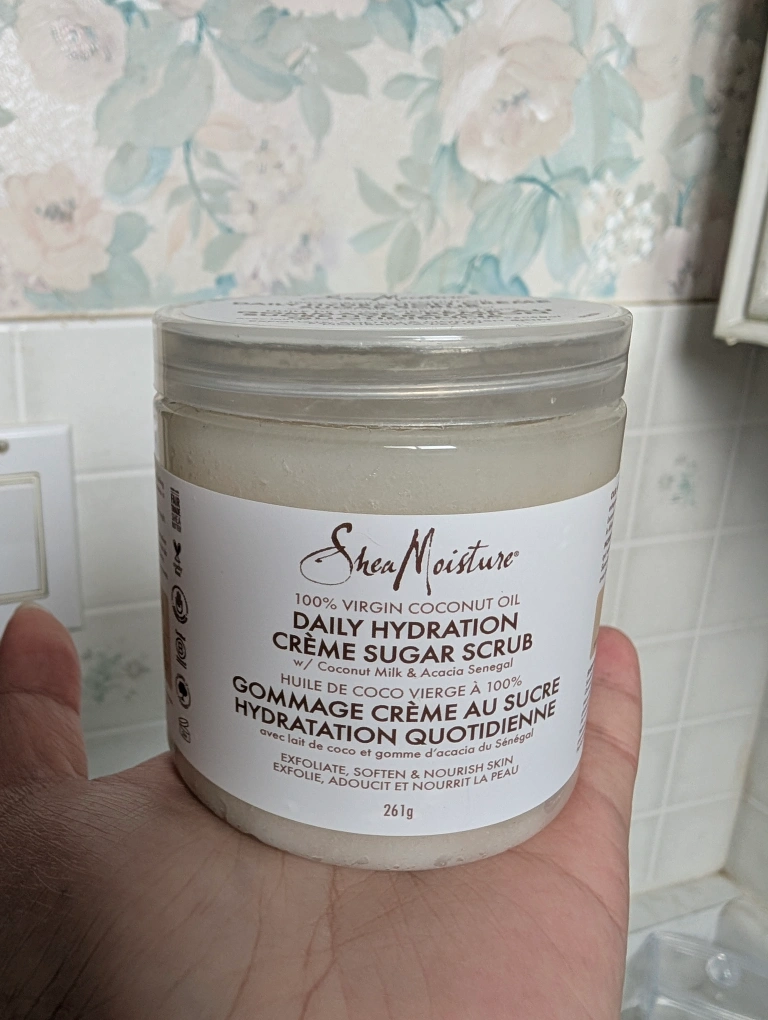 SheaMoisture®
100% VIRGIN COCONUT OIL
DAILY HYDRATION
CRÈME SUGAR SCRUB
w/ Coconut Milk & Acacia Senegal
HUILE DE COCO VIERGE À 100%
GOMMAGE CRÈME AU SUCRE
HYDRATATION QUOTIDIENNE
avec lait de coco et gomme d'acacia du Sénégal
EXFOLIATE, SOFTEN & NOURISH SKIN
EXFOLIE, ADOUCIT ET NOURRIT LA PEAU
261g